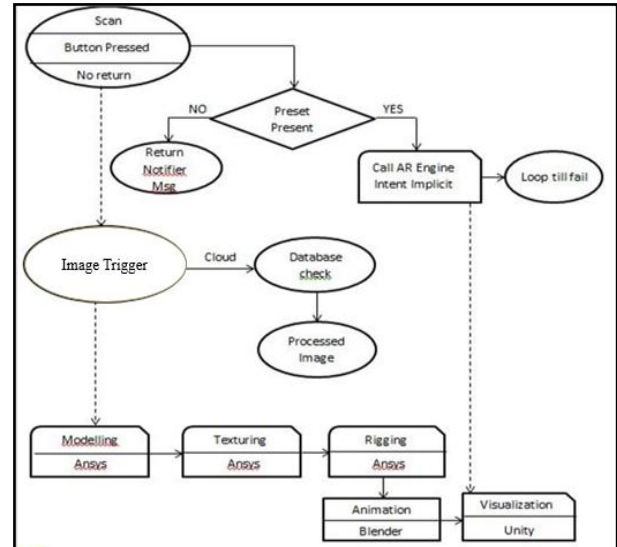 Scan
Button Pressed
No return
NO
Preset
Present
YES
Return
Notifier
Msg
Call AR Engine
Intent Implicit
Loop till fail
Image Trigger
Cloud
Database
check
Processed
Image
Modelling
Ansys
Texturing
Ansys
Rigging
Ansys
Animation
Blender
Visualization
Unity